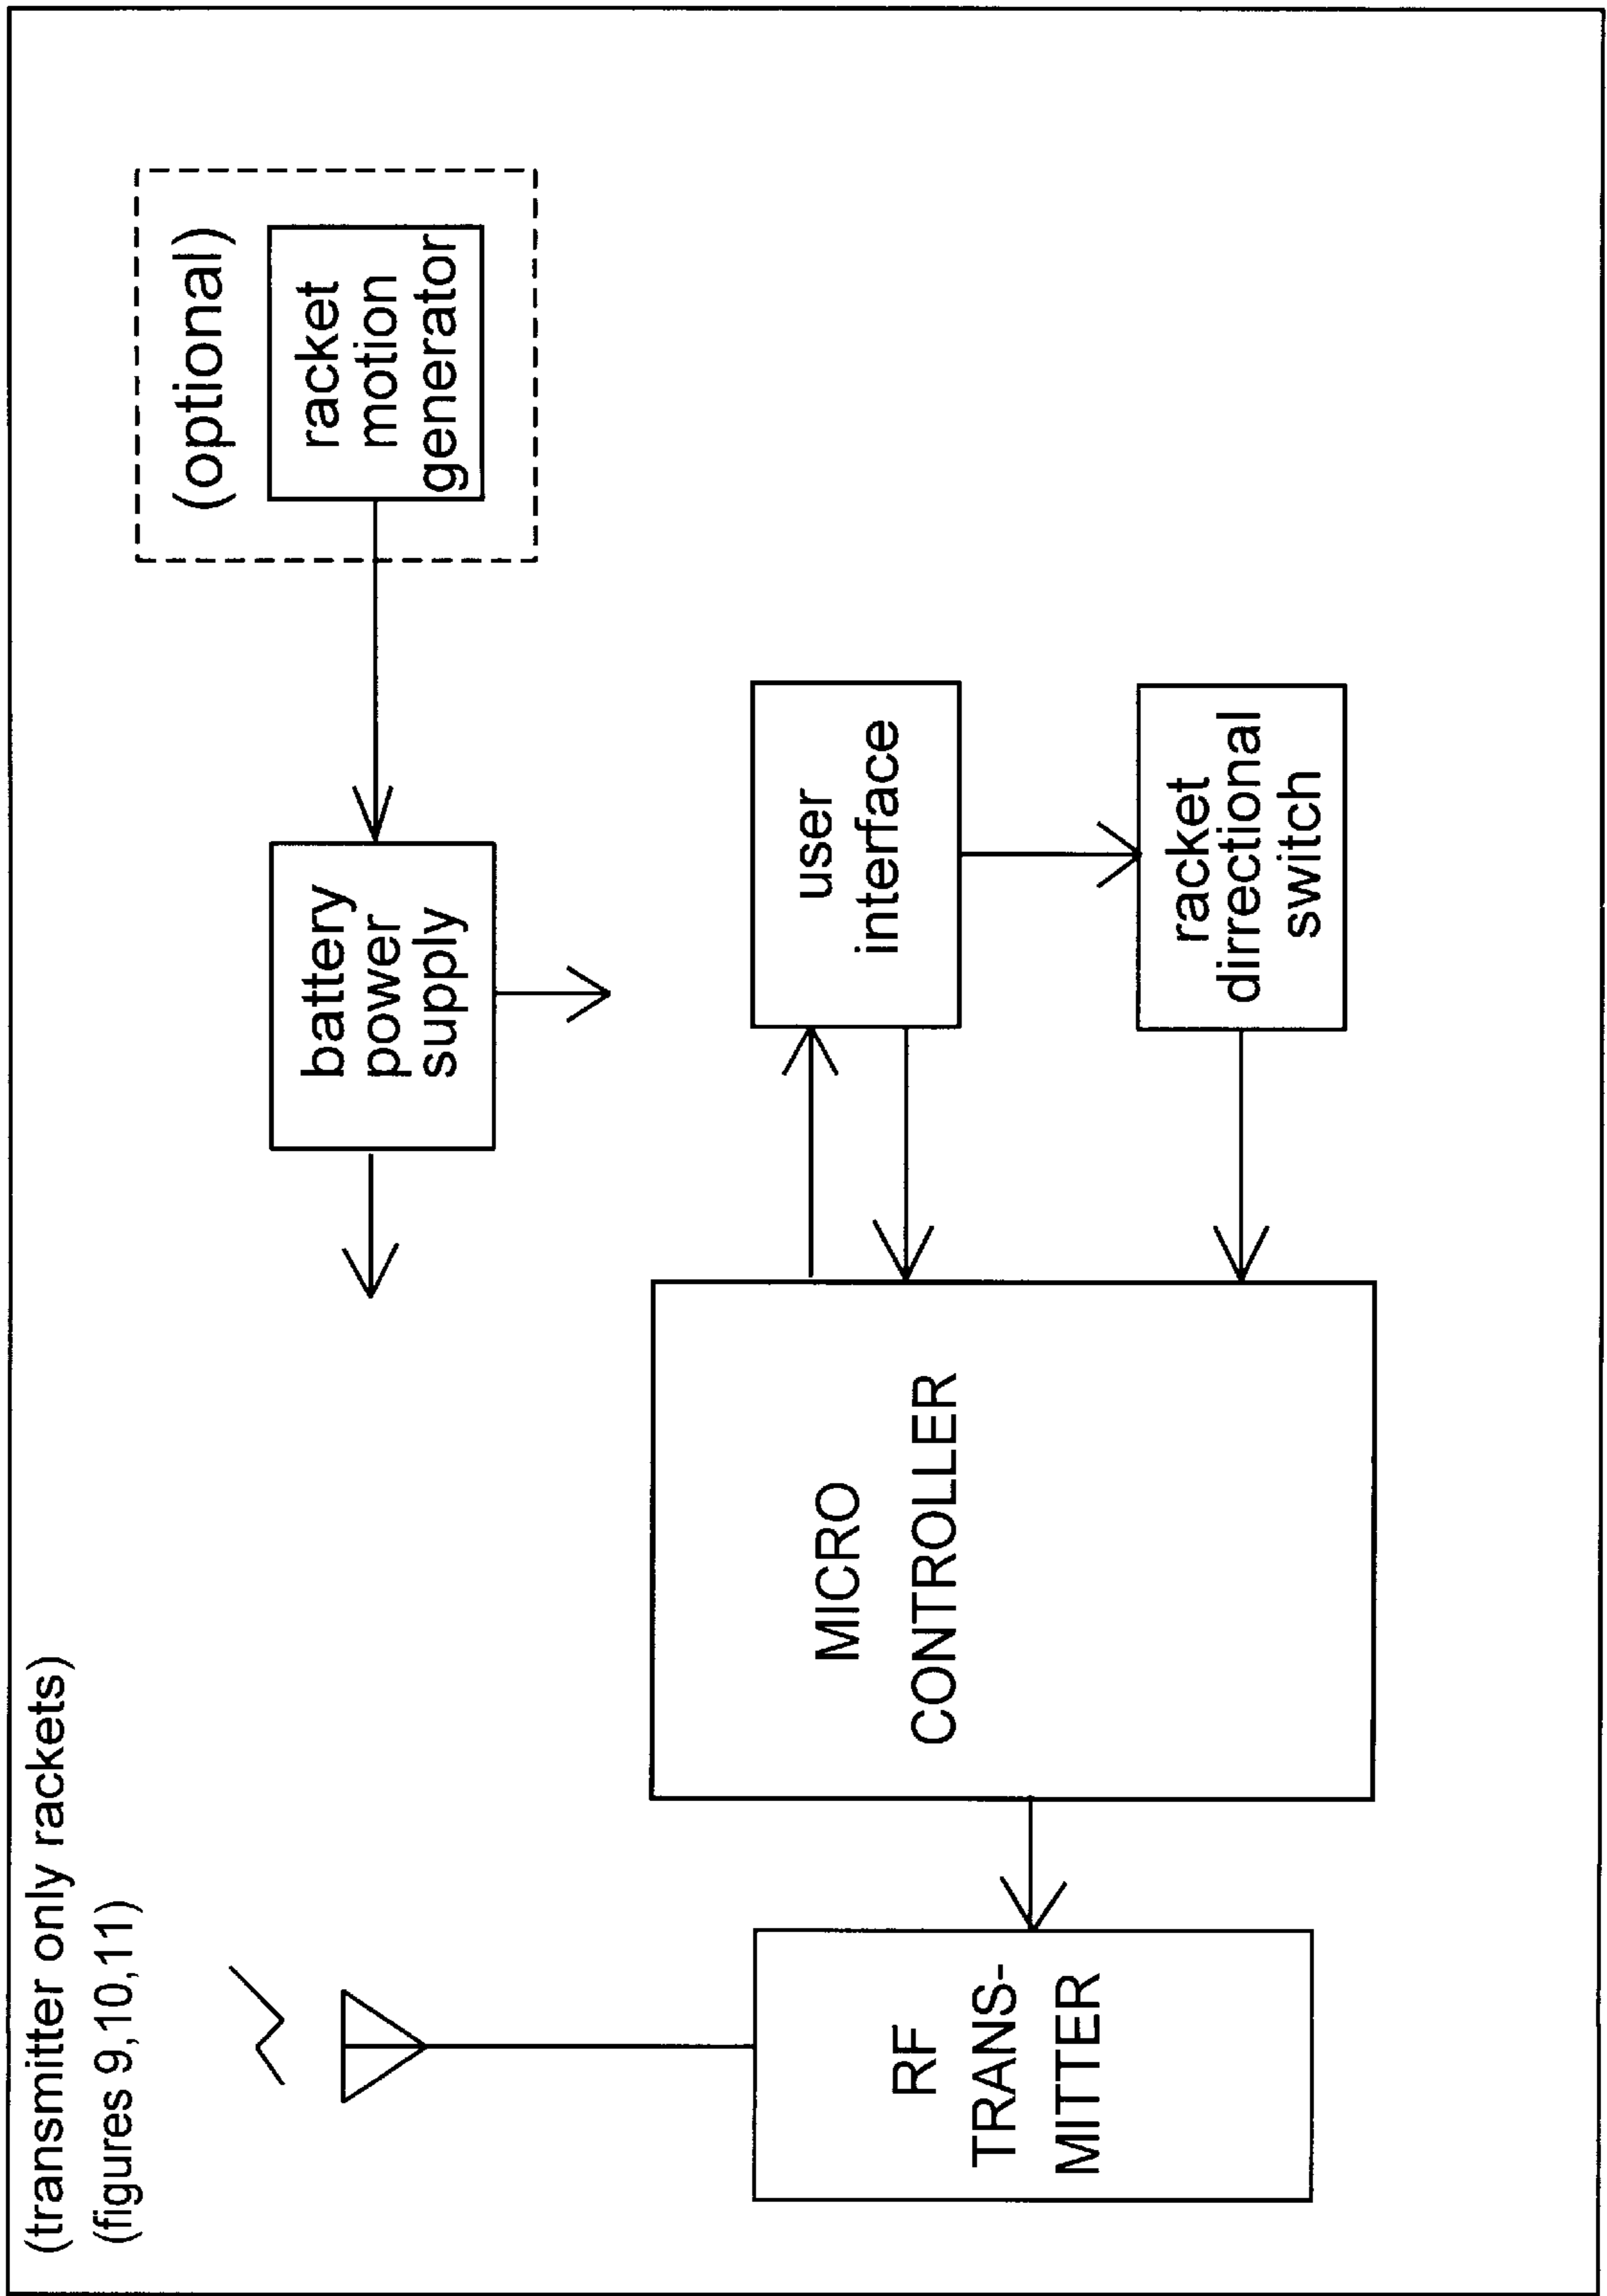 (transmitter only rackets)
(figures 9,10,11)
(optional)
racket
motion
generator
battery
power
supply
user
interface
racket
dirrectional
switch
MICRO
CONTROLLER
RF
TRANS-
MITTER